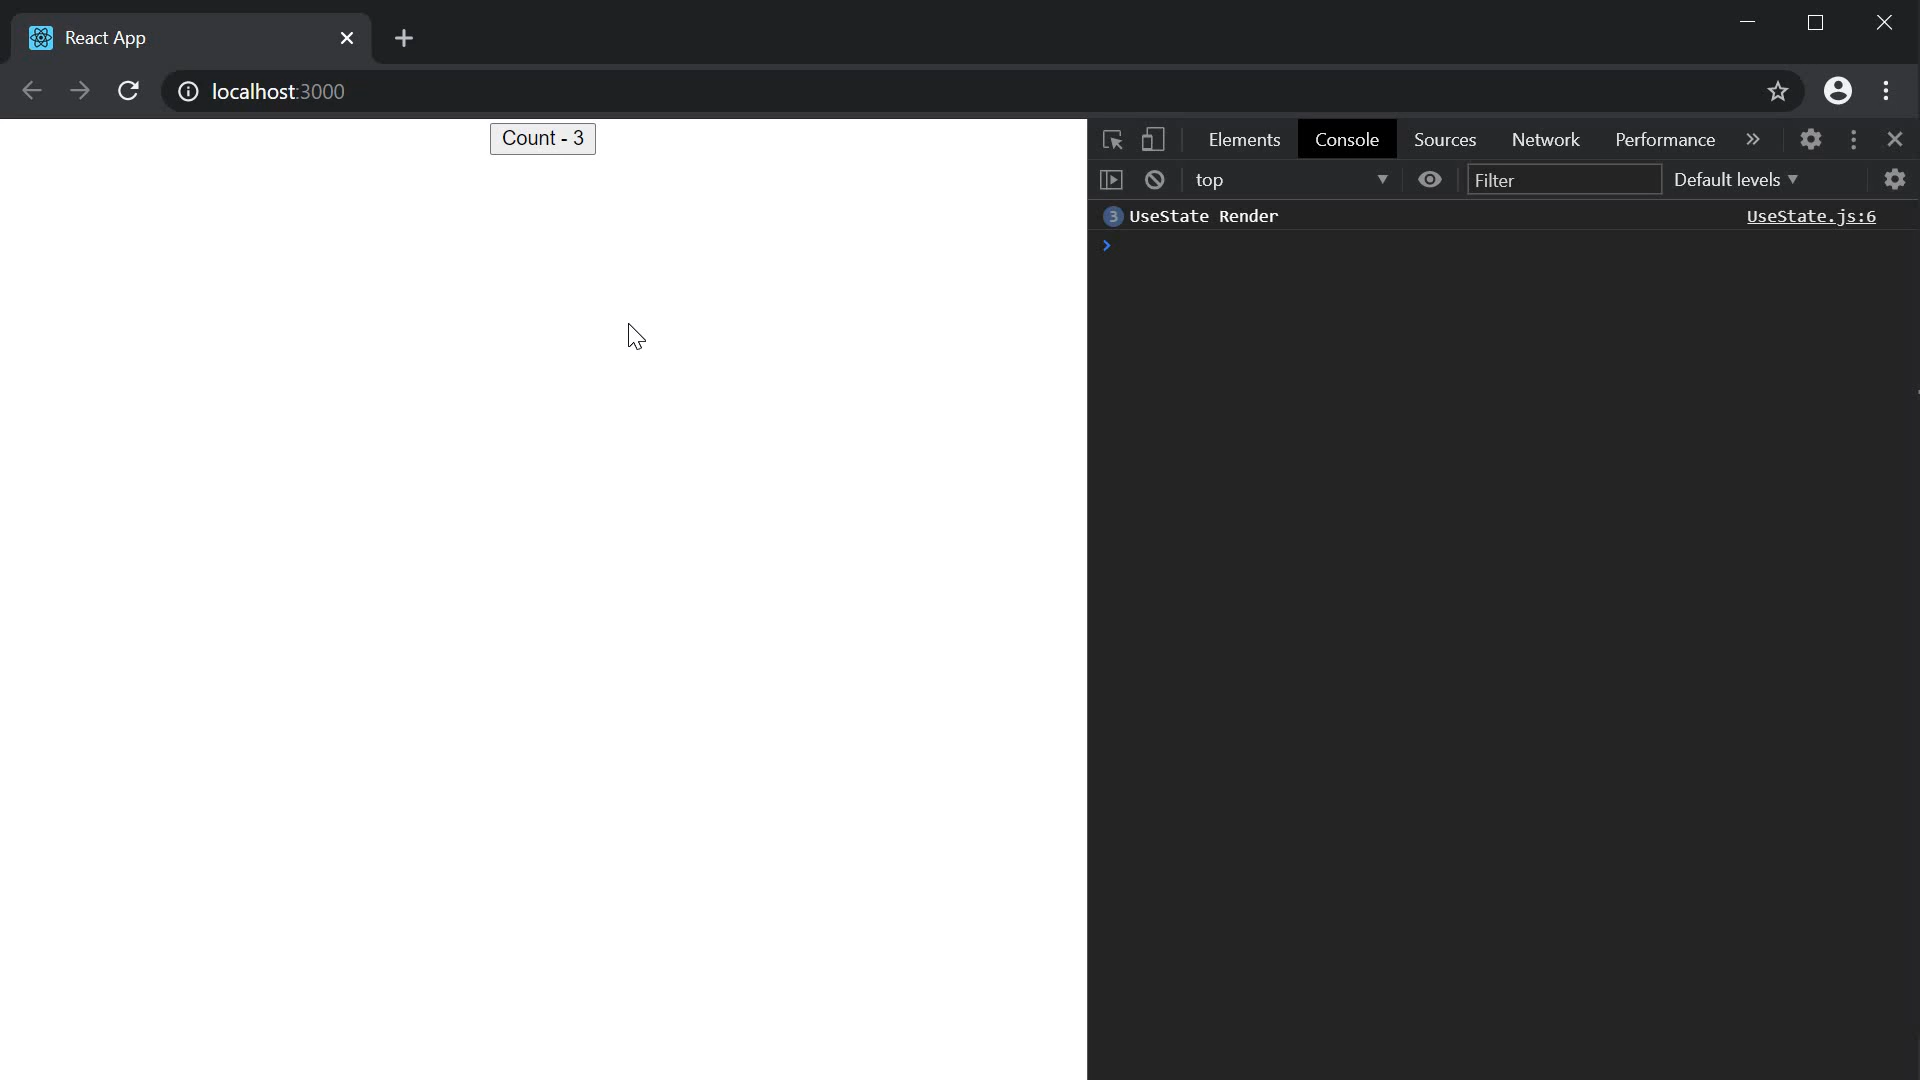 React App
localhost:3000
Count - 3
Elements Console Sources Network Performance
top Filter Default levels
3 UseState Render UseState.js:6